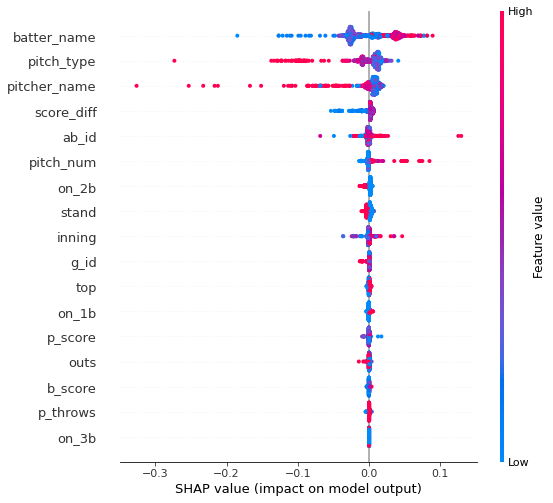 High
batter_name
pitch_type
pitcher_name
score_diff
ab_id
pitch_num
on_2b
stand
inning
g_id
top
on_1b
p_score
outs
b_score
p_throws
on_3b
Feature value
Low
−0.3 −0.2 −0.1 0.0 0.1
SHAP value (impact on model output)